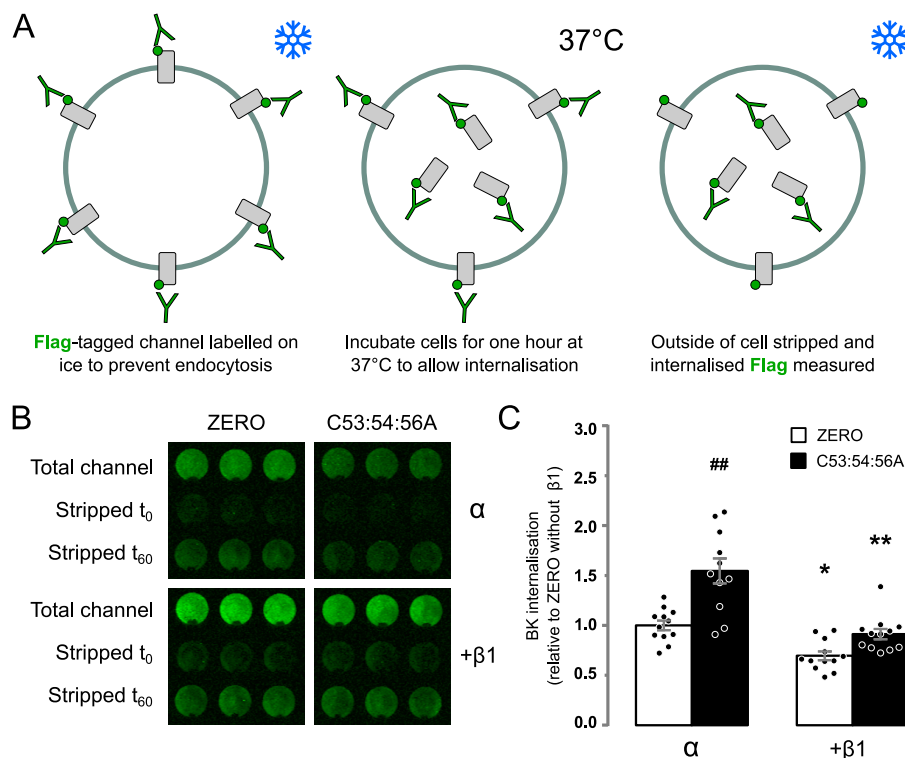 A
37°C
Flag-tagged channel labelled on
ice to prevent endocytosis
Incubate cells for one hour at
37°C to allow internalisation
Outside of cell stripped and
internalised Flag measured
B
ZERO
C53:54:56A
Total channel
Stripped t₀
Stripped t₆₀
α
Total channel
Stripped t₀
Stripped t₆₀
+β1
C
BK internalisation
(relative to ZERO without β1)
3.0
2.5
2.0
1.5
1.0
0.5
0.0
ZERO
C53:54:56A
##
*
**
α
+β1